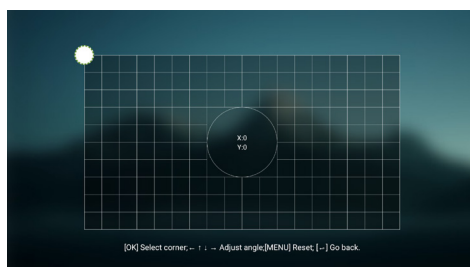 X:0
Y:0
[OK] Select corner;← ↑ ↓ → Adjust angle;[MENU] Reset; [↩] Go back.